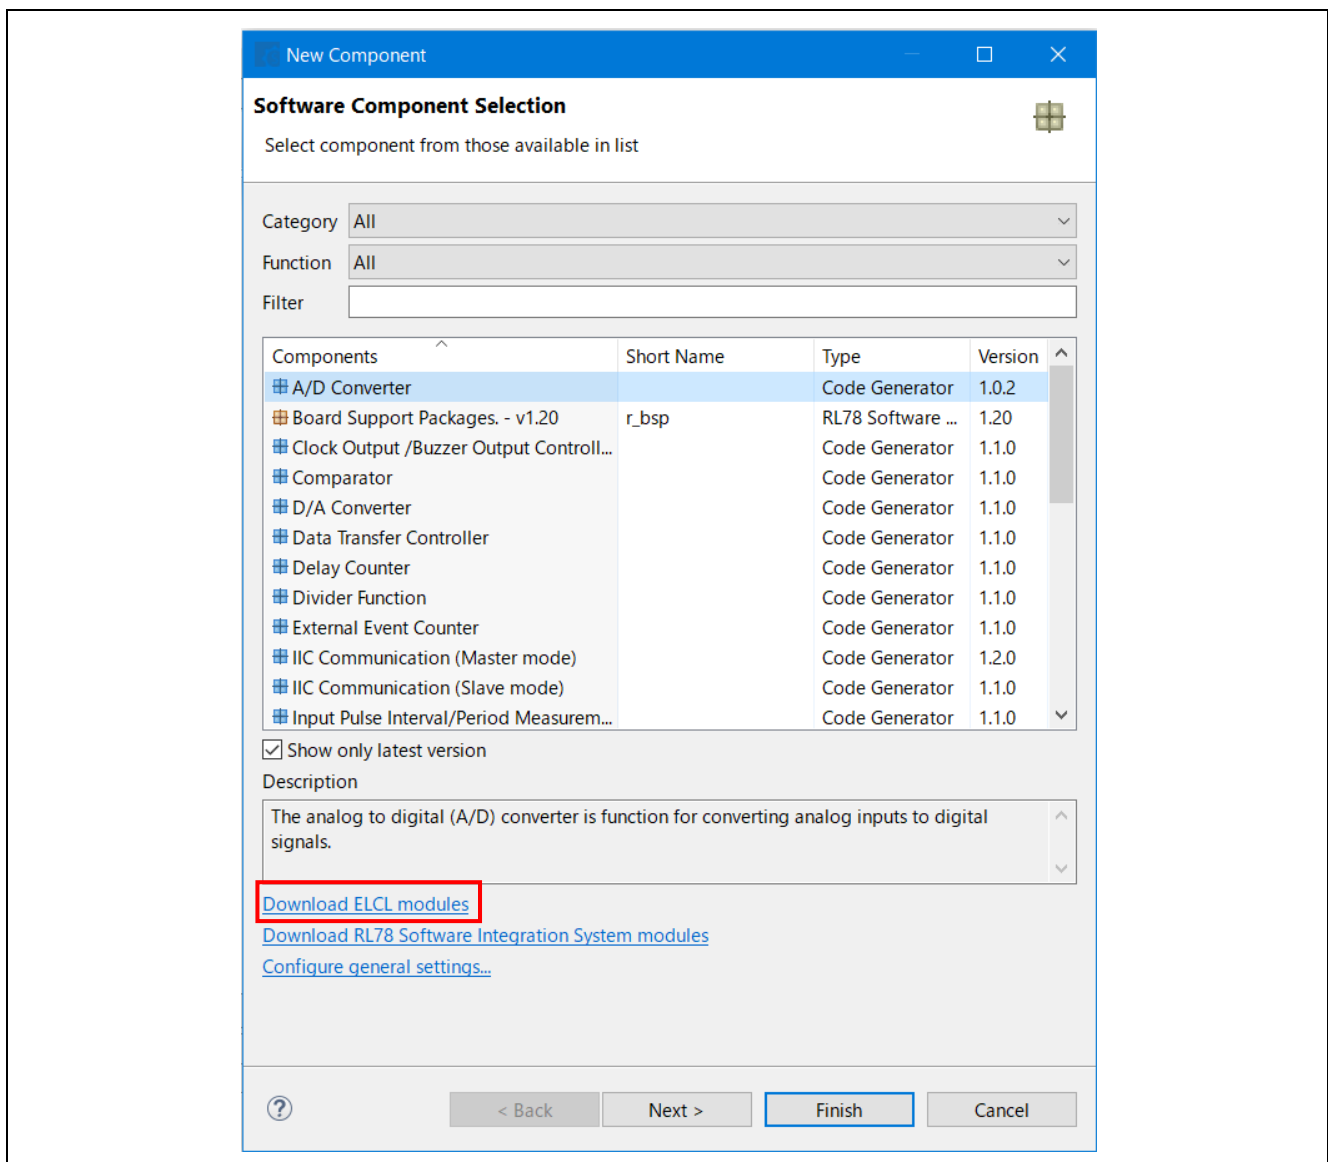 New Component
Software Component Selection
Select component from those available in list
Category All
Function All
Filter
Components Short Name Type Version
A/D Converter Code Generator 1.0.2
Board Support Packages. - v1.20 r_bsp RL78 Software ... 1.20
Clock Output /Buzzer Output Controll... Code Generator 1.1.0
Comparator Code Generator 1.1.0
D/A Converter Code Generator 1.1.0
Data Transfer Controller Code Generator 1.1.0
Delay Counter Code Generator 1.1.0
Divider Function Code Generator 1.1.0
External Event Counter Code Generator 1.1.0
IIC Communication (Master mode) Code Generator 1.2.0
IIC Communication (Slave mode) Code Generator 1.1.0
Input Pulse Interval/Period Measurem... Code Generator 1.1.0
Show only latest version
Description
The analog to digital (A/D) converter is function for converting analog inputs to digital
signals.
Download ELCL modules
Download RL78 Software Integration System modules
Configure general settings...
? < Back Next > Finish Cancel